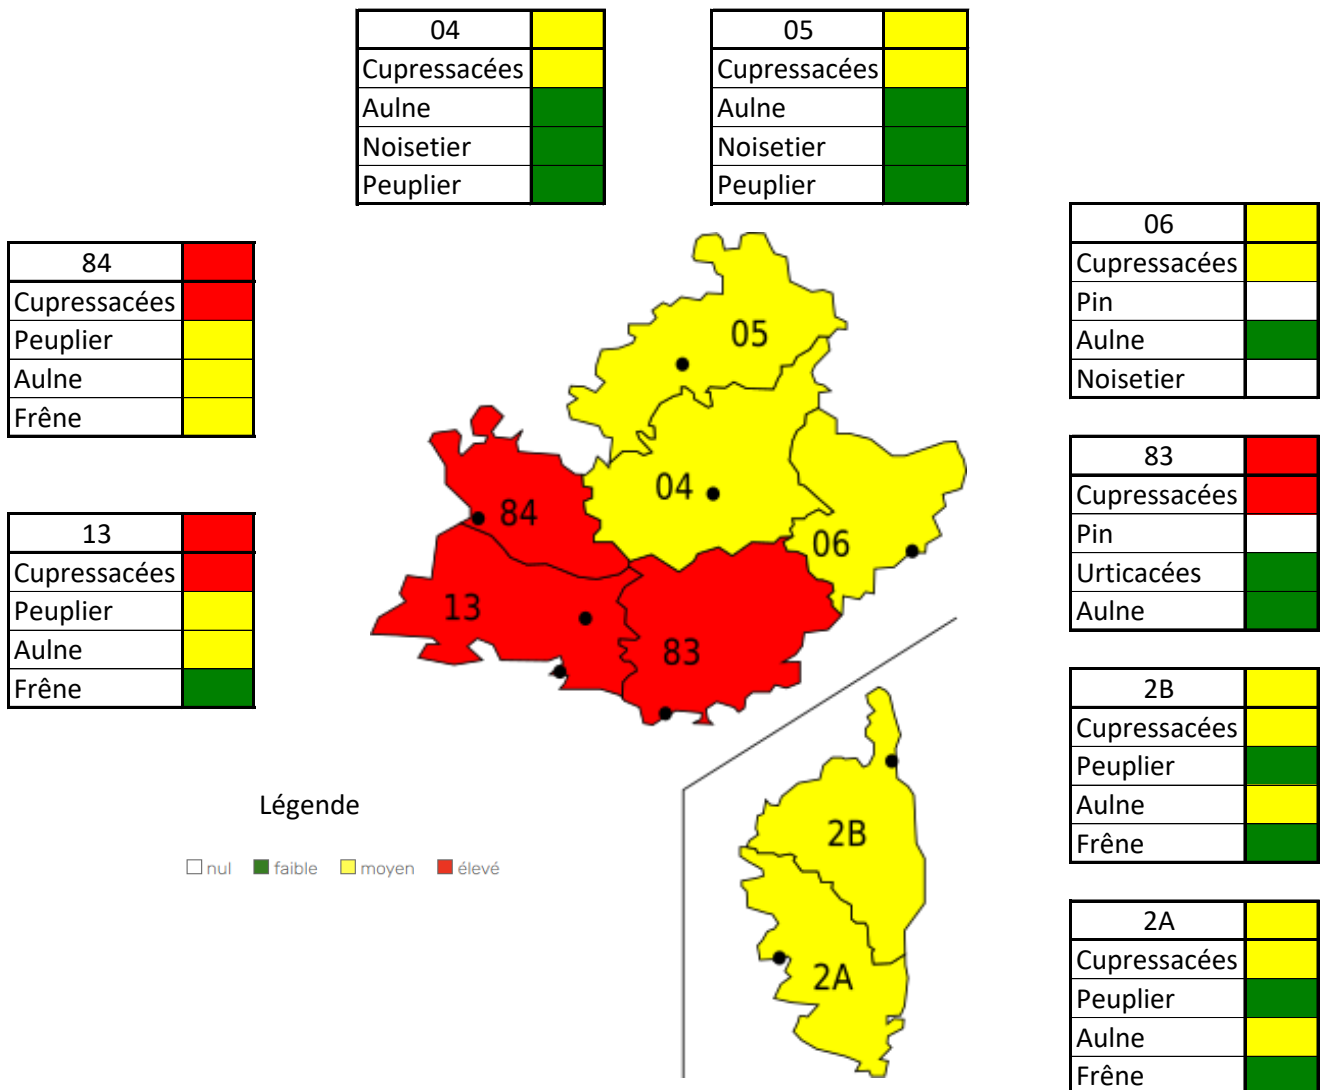 04
Cupressacées
Aulne
Noisetier
Peuplier
05
Cupressacées
Aulne
Noisetier
Peuplier
06
Cupressacées
Pin
Aulne
Noisetier
84
Cupressacées
Peuplier
Aulne
Frêne
83
Cupressacées
Pin
Urticacées
Aulne
13
Cupressacées
Peuplier
Aulne
Frêne
2B
Cupressacées
Peuplier
Aulne
Frêne
2A
Cupressacées
Peuplier
Aulne
Frêne
05
04
84
06
13
83
2B
2A
Légende
nul faible moyen élevé